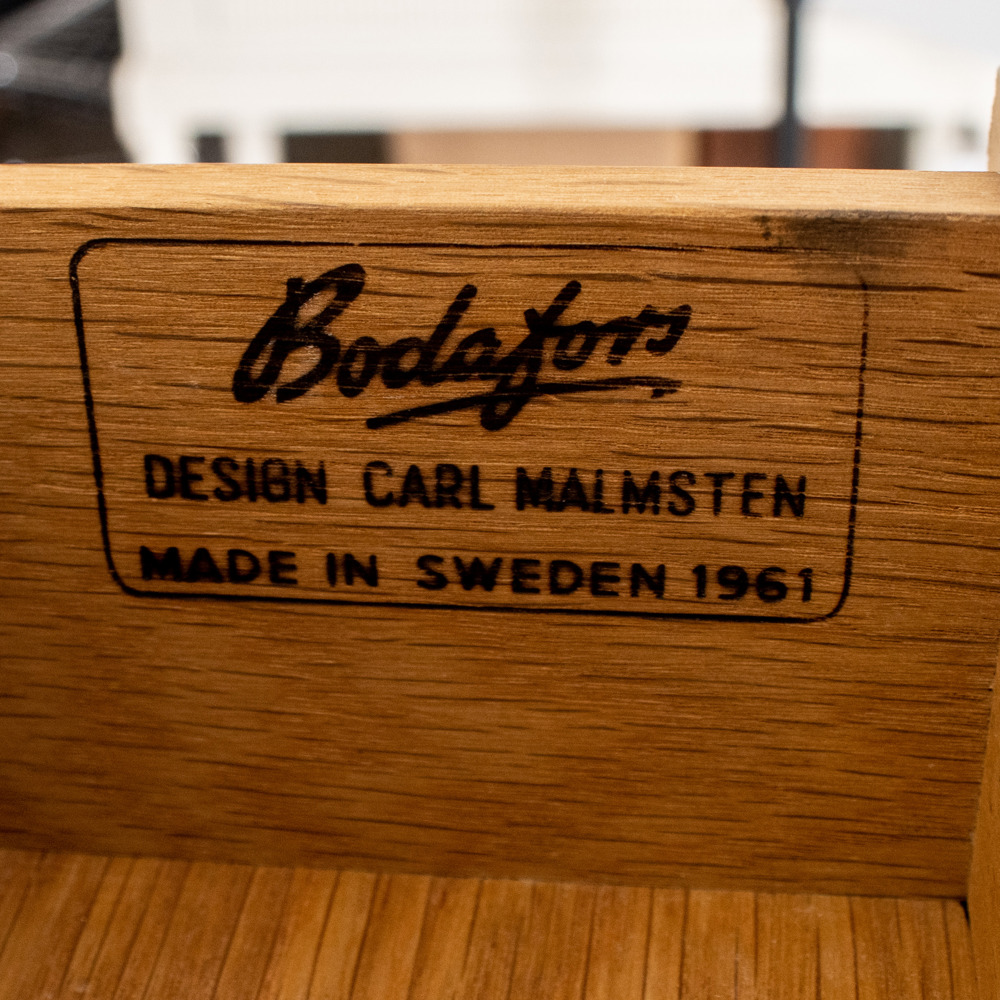 Bodafors
DESIGN CARL MALMSTEN
MADE IN SWEDEN 1961